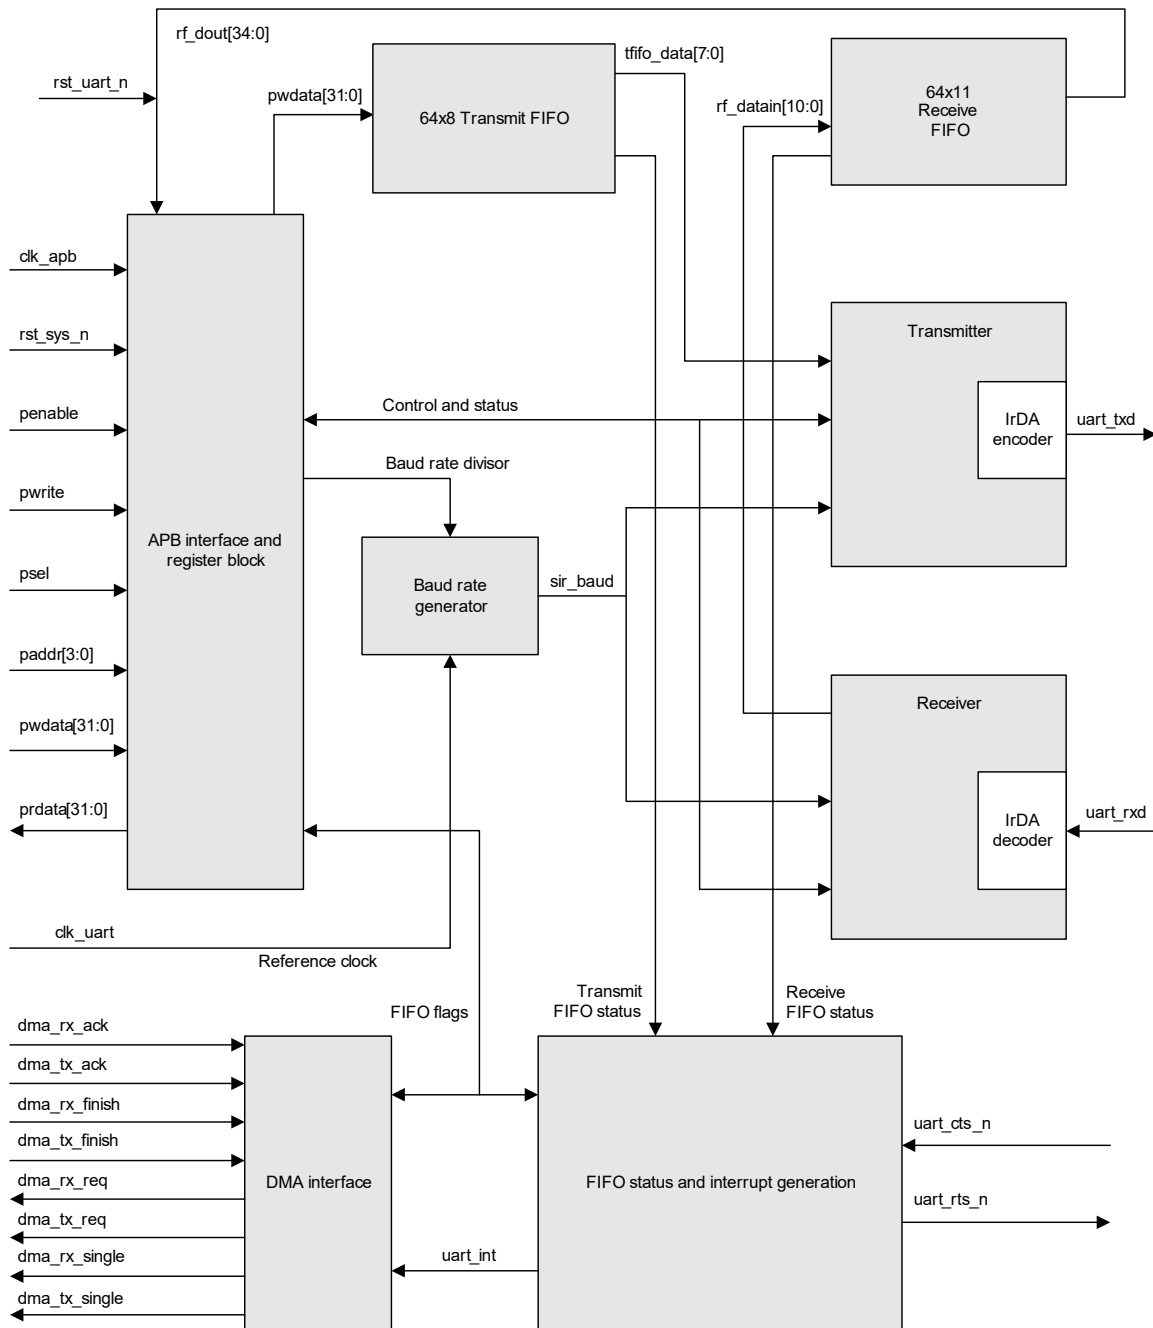 rf_dout[34:0]
tfifo_data[7:0]
rst_uart_n
pwdata[31:0]
64x8 Transmit FIFO
rf_datain[10:0]
64x11
Receive
FIFO
clk_apb
rst_sys_n
Transmitter
penable
Control and status
IrDA
encoder
uart_txd
Baud rate divisor
pwrite
APB interface and
register block
psel
Baud rate
generator
sir_baud
paddr[3:0]
pwdata[31:0]
Receiver
prdata[31:0]
IrDA
decoder
uart_rxd
clk_uart
Reference clock
Transmit
FIFO status
Receive
FIFO status
FIFO flags
dma_rx_ack
dma_tx_ack
dma_rx_finish
dma_tx_finish
dma_rx_req
dma_tx_req
dma_rx_single
dma_tx_single
DMA interface
FIFO status and interrupt generation
uart_cts_n
uart_rts_n
uart_int